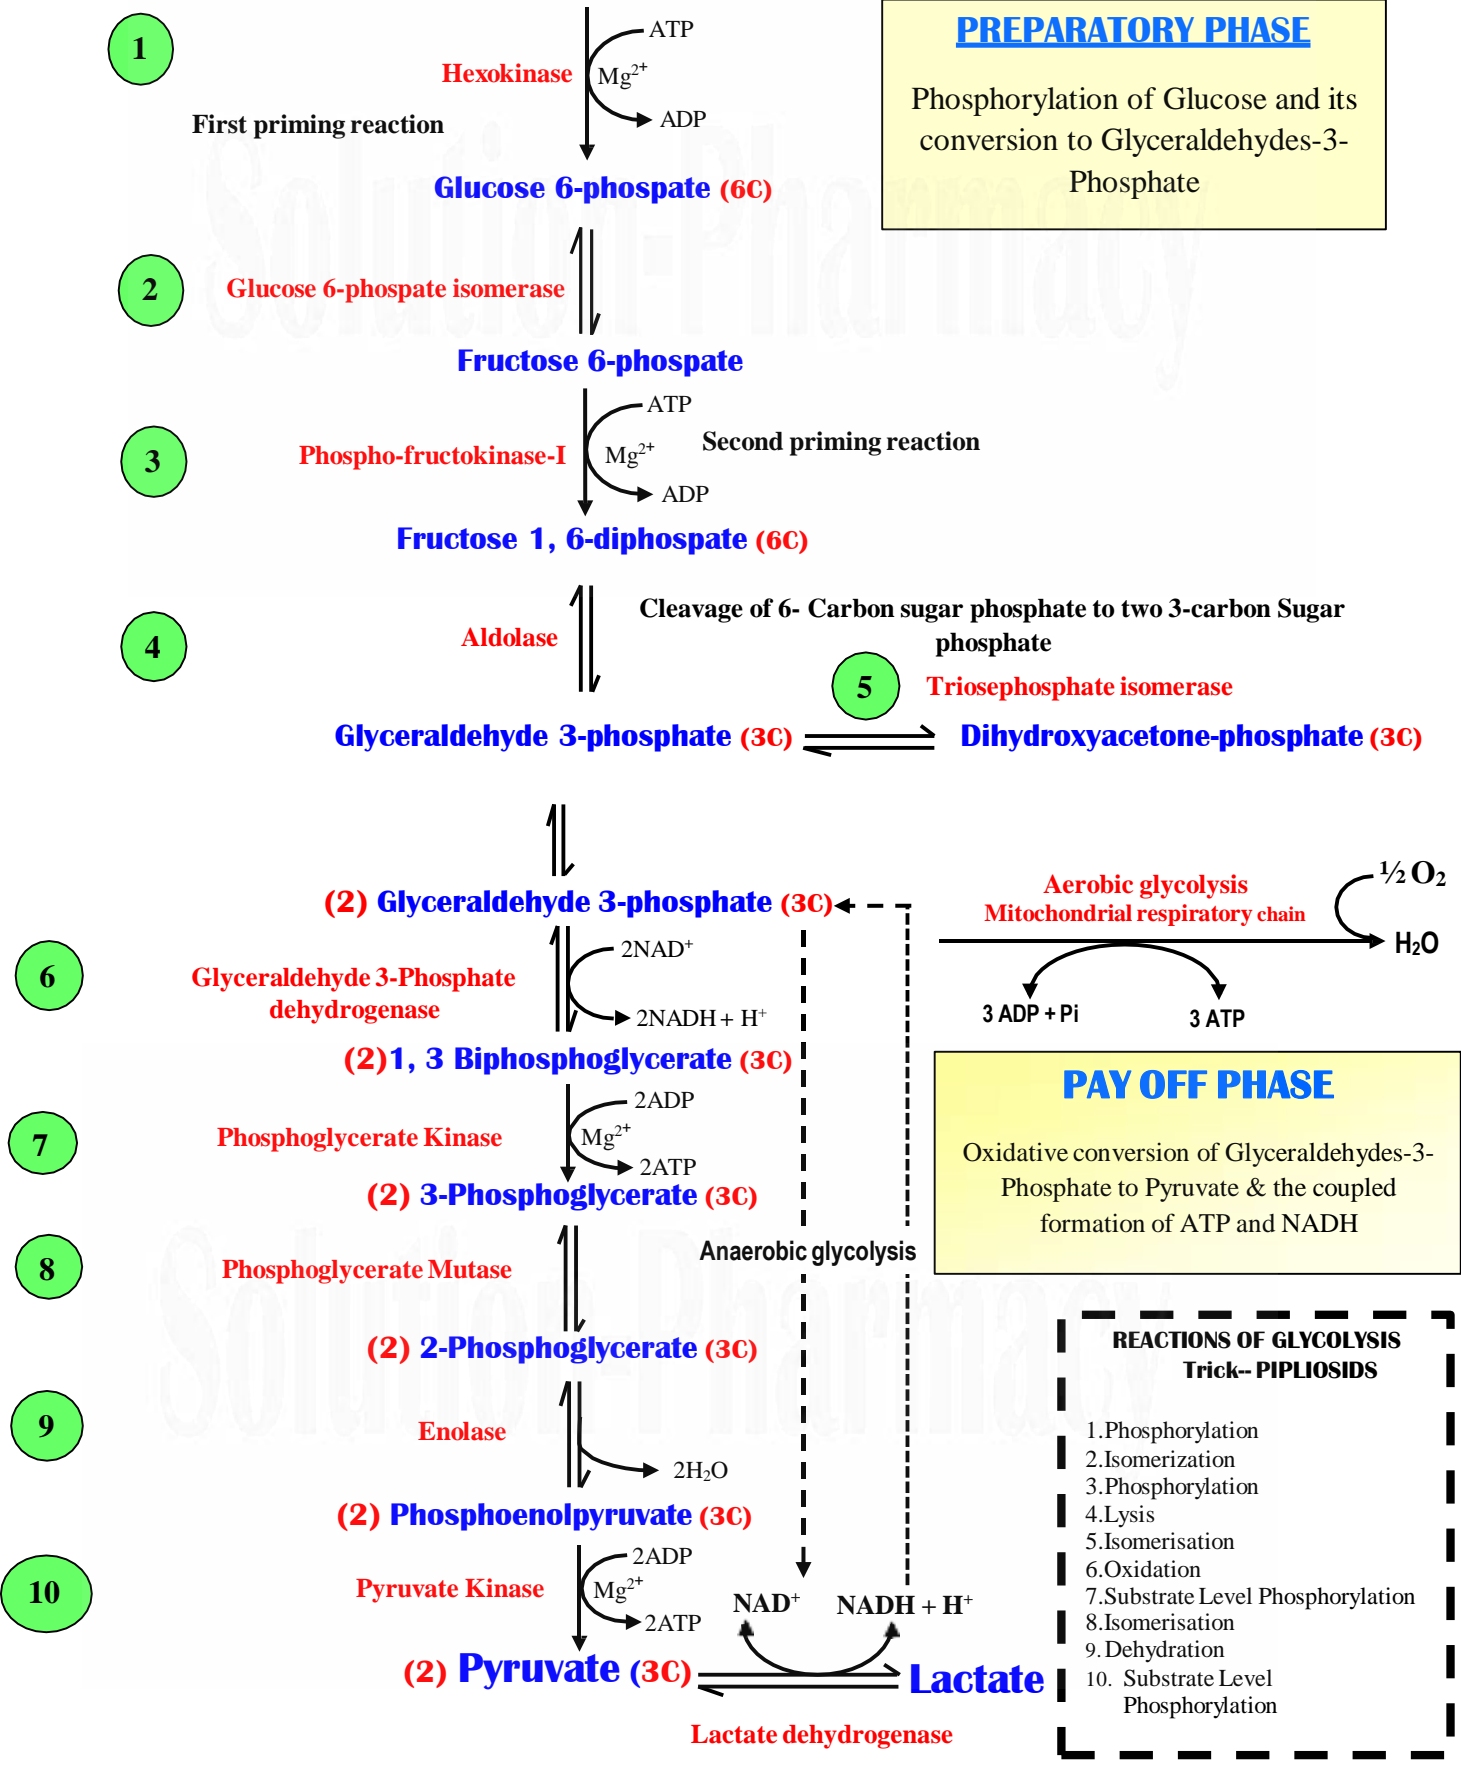 1
ATP
Hexokinase
Mg²⁺
ADP
First priming reaction
PREPARATORY PHASE
Phosphorylation of Glucose and its
conversion to Glyceraldehydes-3-
Phosphate
Glucose 6-phospate (6C)
Solution-Pharmacy
2
Glucose 6-phospate isomerase
Fructose 6-phospate
3
ATP
Phospho-fructokinase-I
Mg²⁺
Second priming reaction
ADP
Fructose 1, 6-diphospate (6C)
4
Aldolase
Cleavage of 6- Carbon sugar phosphate to two 3-carbon Sugar
phosphate
5
Triosephosphate isomerase
Glyceraldehyde 3-phosphate (3C)
Dihydroxyacetone-phosphate (3C)
(2) Glyceraldehyde 3-phosphate (3C)
Aerobic glycolysis
Mitochondrial respiratory chain
½ O₂
H₂O
3 ADP + Pi
3 ATP
6
2NAD⁺
Glyceraldehyde 3-Phosphate
dehydrogenase
2NADH + H⁺
(2)1, 3 Biphosphoglycerate (3C)
PAY OFF PHASE
Oxidative conversion of Glyceraldehydes-3-
Phosphate to Pyruvate & the coupled
formation of ATP and NADH
7
2ADP
Phosphoglycerate Kinase
Mg²⁺
2ATP
(2) 3-Phosphoglycerate (3C)
Solution-Pharmacy
8
Phosphoglycerate Mutase
Anaerobic glycolysis
(2) 2-Phosphoglycerate (3C)
9
Enolase
2H₂O
(2) Phosphoenolpyruvate (3C)
10
2ADP
Pyruvate Kinase
Mg²⁺
2ATP
NAD⁺
NADH + H⁺
(2) Pyruvate (3C)
Lactate
Lactate dehydrogenase
REACTIONS OF GLYCOLYSIS
Trick-- PIPLIOSIDS
1.Phosphorylation
2.Isomerization
3.Phosphorylation
4.Lysis
5.Isomerisation
6.Oxidation
7.Substrate Level Phosphorylation
8.Isomerisation
9.Dehydration
10. Substrate Level
Phosphorylation